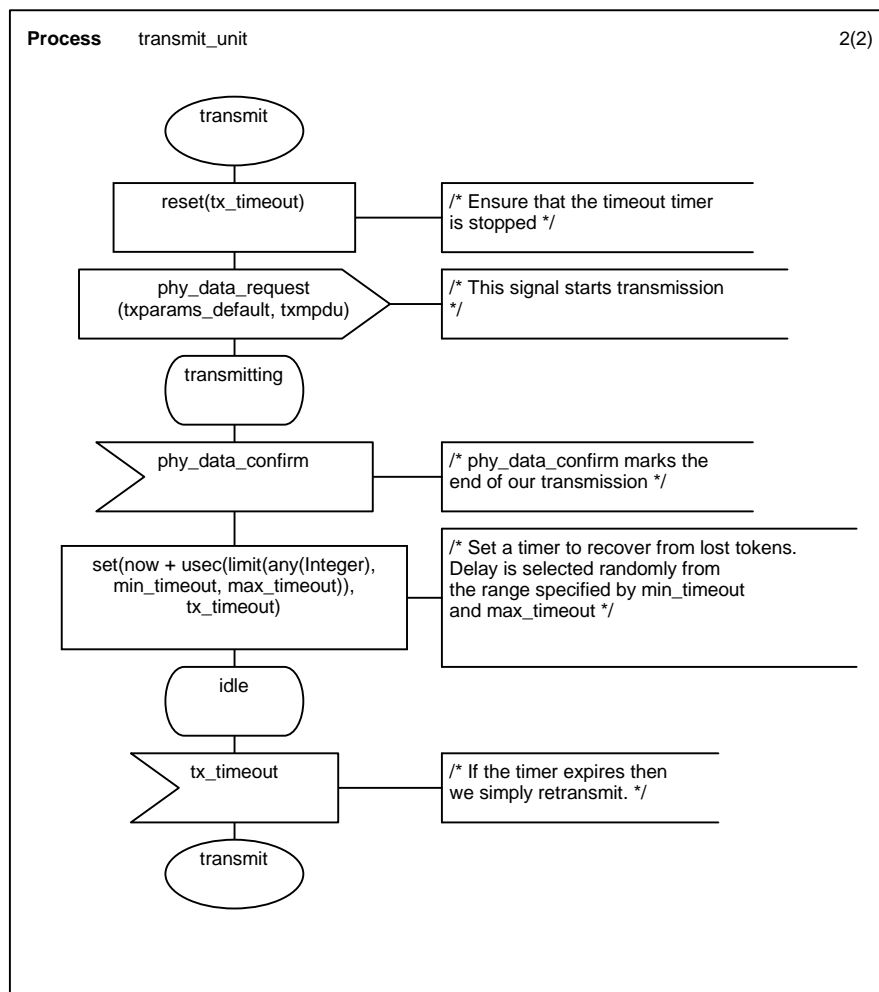 Process transmit_unit 2(2)
transmit
reset(tx_timeout)
/* Ensure that the timeout timer
is stopped */
phy_data_request
(txparams_default, txmpdu)
/* This signal starts transmission
*/
transmitting
phy_data_confirm
/* phy_data_confirm marks the
end of our transmission */
set(now + usec(limit(any(Integer),
min_timeout, max_timeout)),
tx_timeout)
/* Set a timer to recover from lost tokens.
Delay is selected randomly from
the range specified by min_timeout
and max_timeout */
idle
tx_timeout
/* If the timer expires then
we simply retransmit. */
transmit